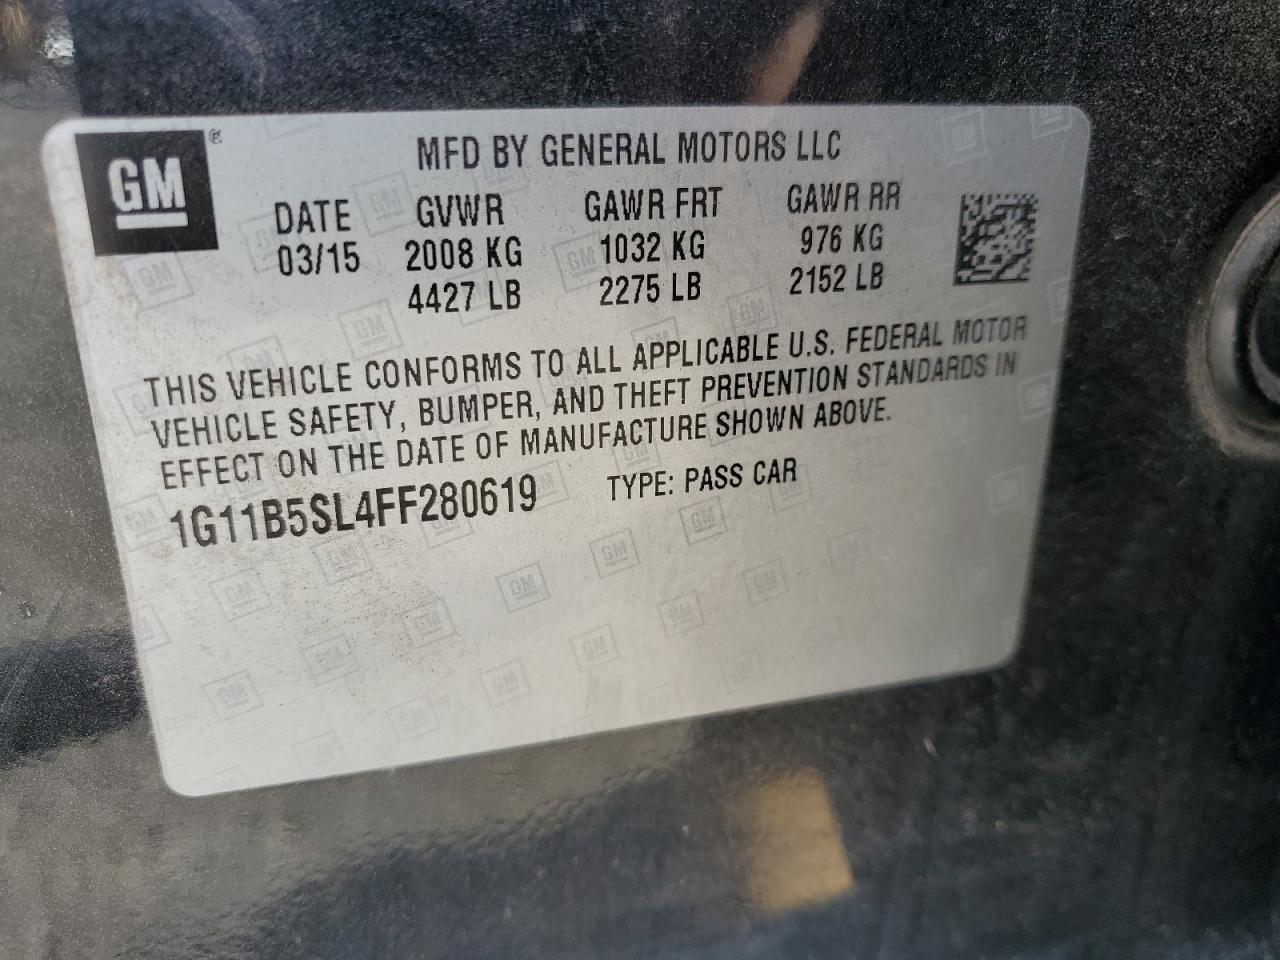 GM
MFD BY GENERAL MOTORS LLC
DATE GVWR GAWR FRT GAWR RR
03/15 2008 KG 1032 KG 976 KG
4427 LB 2275 LB 2152 LB
THIS VEHICLE CONFORMS TO ALL APPLICABLE U.S. FEDERAL MOTOR
VEHICLE SAFETY, BUMPER, AND THEFT PREVENTION STANDARDS IN
EFFECT ON THE DATE OF MANUFACTURE SHOWN ABOVE.
1G11B5SL4FF280619 TYPE: PASS CAR